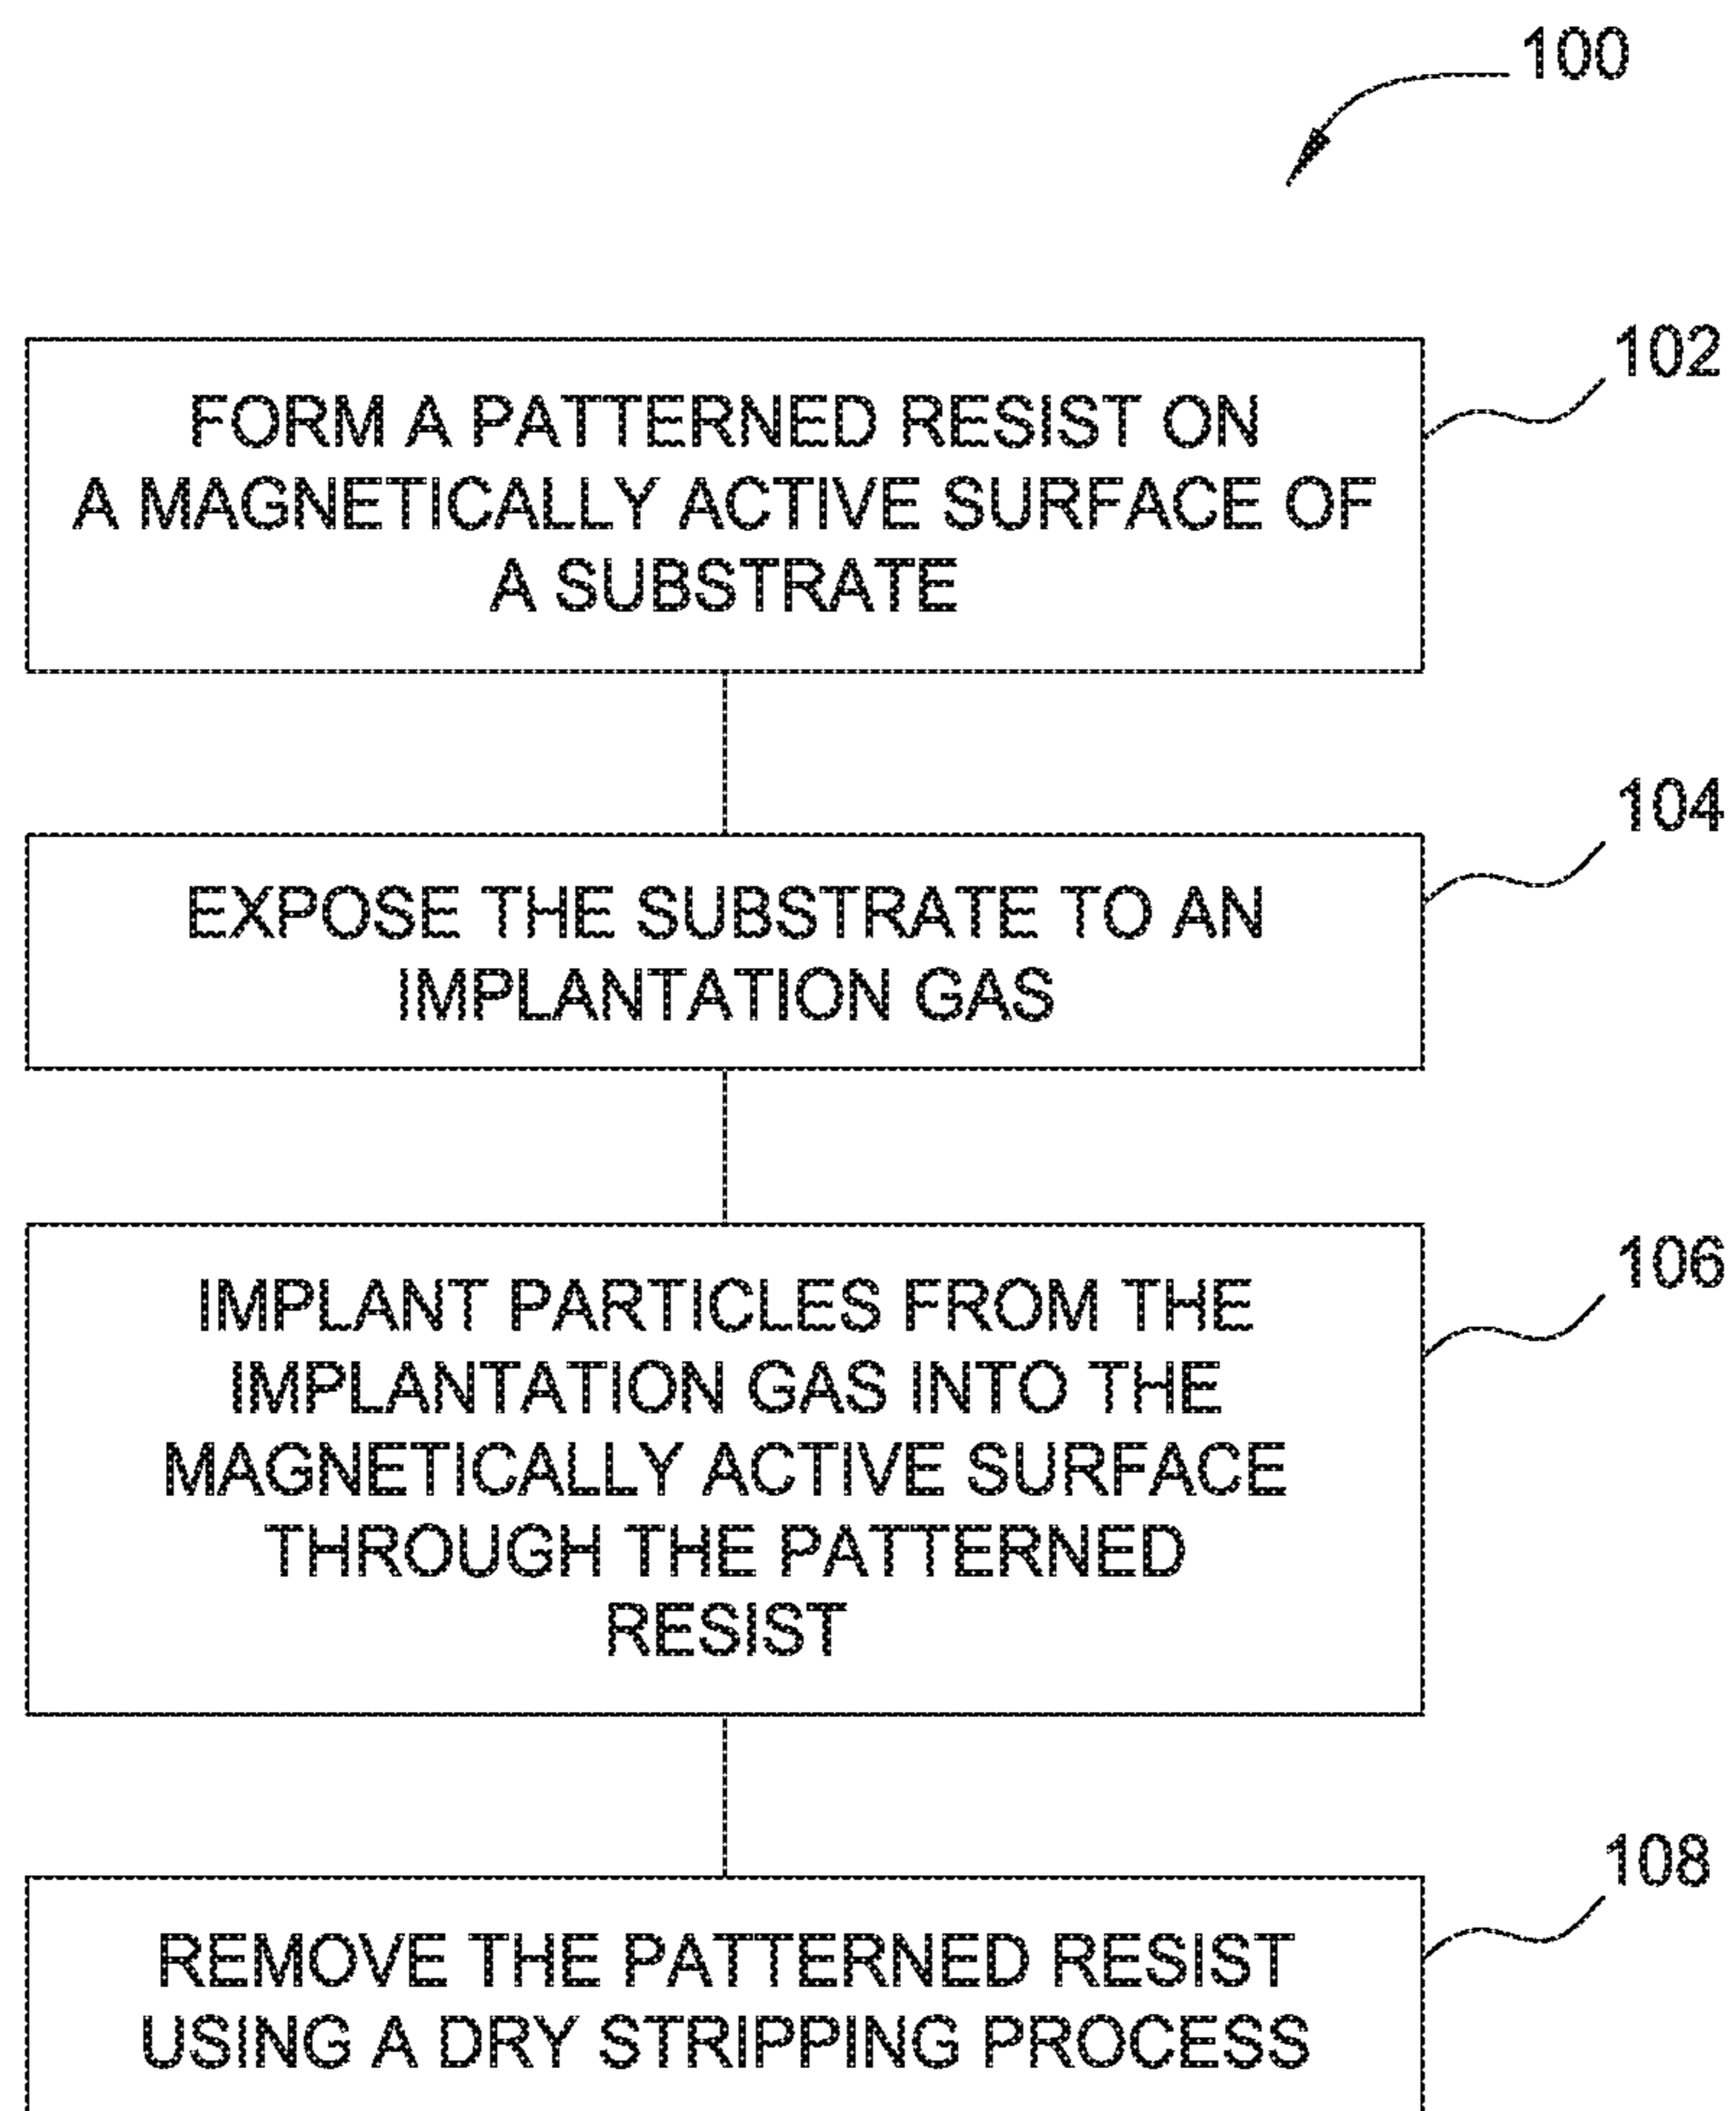 100
102
FORM A PATTERNED RESIST ON
A MAGNETICALLY ACTIVE SURFACE OF
A SUBSTRATE
104
EXPOSE THE SUBSTRATE TO AN
IMPLANTATION GAS
106
IMPLANT PARTICLES FROM THE
IMPLANTATION GAS INTO THE
MAGNETICALLY ACTIVE SURFACE
THROUGH THE PATTERNED
RESIST
108
REMOVE THE PATTERNED RESIST
USING A DRY STRIPPING PROCESS